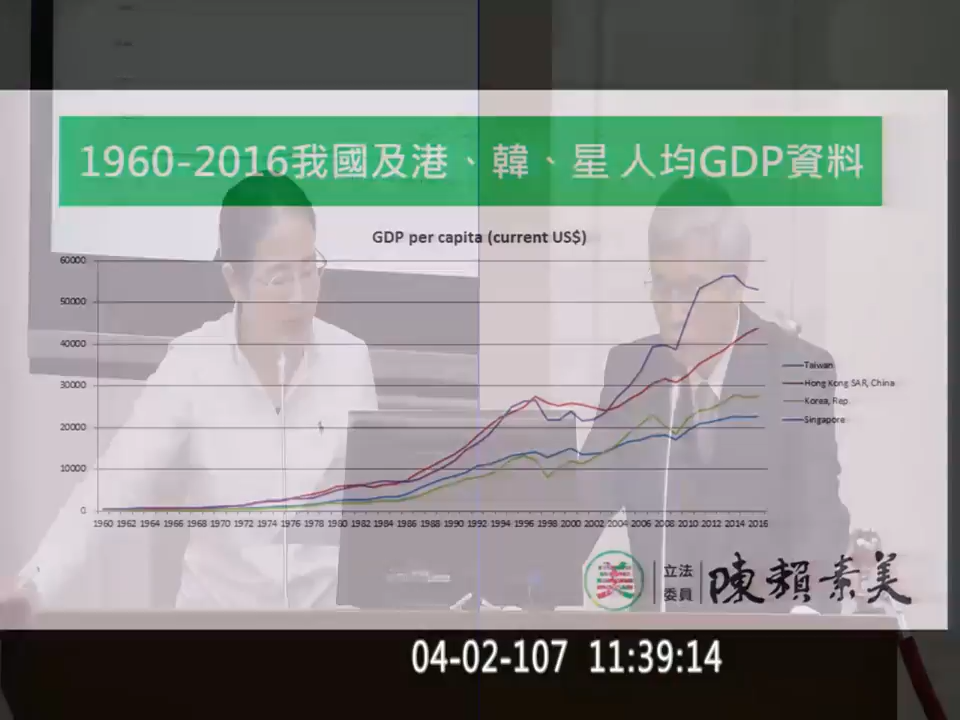 1960-2016我國及港、韓、星 人均GDP資料
GDP per capita (current US$)
60000
50000
40000
30000
20000
10000
0
1960 1962 1964 1966 1968 1970 1972 1974 1976 1978 1980 1982 1984 1986 1988 1990 1992 1994 1996 1998 2000 2002 2004 2006 2008 2010 2012 2014 2016
Taiwan
Hong Kong SAR, China
Korea, Rep.
Singapore
立法
委員
陳賴素美
04-02-107 11:39:14